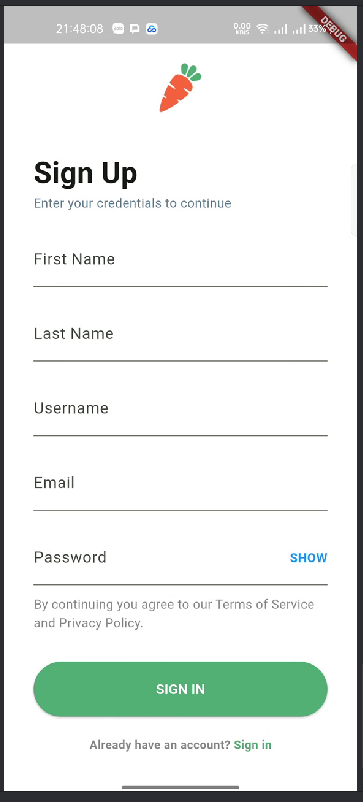 21:48:08
0.00
KB/S
33%
DEBUG
Sign Up
Enter your credentials to continue
First Name
Last Name
Username
Email
Password
SHOW
By continuing you agree to our Terms of Service
and Privacy Policy.
SIGN IN
Already have an account? Sign in